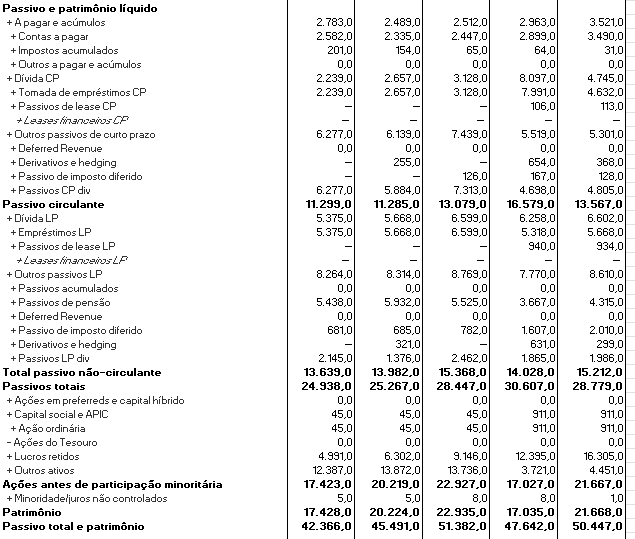 Passivo e patrimônio líquido
+ A pagar e acúmulos 2.783,0 2.489,0 2.512,0 2.963,0 3.521,0
+ Contas a pagar 2.582,0 2.335,0 2.447,0 2.899,0 3.490,0
+ Impostos acumulados 201,0 154,0 65,0 64,0 31,0
+ Outros a pagar e acúmulos 0,0 0,0 0,0 0,0 0,0
+ Dívida CP 2.239,0 2.657,0 3.128,0 8.097,0 4.745,0
+ Tomada de empréstimos CP 2.239,0 2.657,0 3.128,0 7.991,0 4.632,0
+ Passivos de lease CP — — — 106,0 113,0
+ Leases financeiros CP — — — — —
+ Outros passivos de curto prazo 6.277,0 6.139,0 7.439,0 5.519,0 5.301,0
+ Deferred Revenue 0,0 0,0 0,0 0,0 0,0
+ Derivativos e hedging — 255,0 — 654,0 368,0
+ Passivo de imposto diferido — — 126,0 167,0 128,0
+ Passivos CP div 6.277,0 5.884,0 7.313,0 4.698,0 4.805,0
Passivo circulante 11.299,0 11.285,0 13.079,0 16.579,0 13.567,0
+ Dívida LP 5.375,0 5.668,0 6.599,0 6.258,0 6.602,0
+ Empréstimos LP 5.375,0 5.668,0 6.599,0 5.318,0 5.668,0
+ Passivos de lease LP — — — 940,0 934,0
+ Leases financeiros LP — — — — —
+ Outros passivos LP 8.264,0 8.314,0 8.769,0 7.770,0 8.610,0
+ Passivos acumulados 0,0 0,0 0,0 0,0 0,0
+ Passivos de pensão 5.438,0 5.932,0 5.525,0 3.667,0 4.315,0
+ Deferred Revenue 0,0 0,0 0,0 0,0 0,0
+ Passivo de imposto diferido 681,0 685,0 782,0 1.607,0 2.010,0
+ Derivativos e hedging — 321,0 — 631,0 299,0
+ Passivos LP div 2.145,0 1.376,0 2.462,0 1.865,0 1.986,0
Total passivo não-circulante 13.639,0 13.982,0 15.368,0 14.028,0 15.212,0
Passivos totais 24.938,0 25.267,0 28.447,0 30.607,0 28.779,0
+ Ações em preferreds e capital híbrido 0,0 0,0 0,0 0,0 0,0
+ Capital social e APIC 45,0 45,0 45,0 911,0 911,0
+ Ação ordinária 45,0 45,0 45,0 911,0 911,0
− Ações do Tesouro 0,0 0,0 0,0 0,0 0,0
+ Lucros retidos 4.991,0 6.302,0 9.146,0 12.395,0 16.305,0
+ Outros ativos 12.387,0 13.872,0 13.736,0 3.721,0 4.451,0
Ações antes de participação minoritária 17.423,0 20.219,0 22.927,0 17.027,0 21.667,0
+ Minoridade/juros não controlados 5,0 5,0 8,0 8,0 1,0
Patrimônio 17.428,0 20.224,0 22.935,0 17.035,0 21.668,0
Passivo total e patrimônio 42.366,0 45.491,0 51.382,0 47.642,0 50.447,0